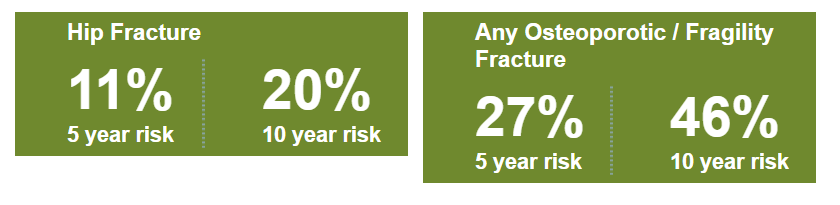 Hip Fracture
11%
20%
5 year risk
10 year risk
Any Osteoporotic / Fragility
Fracture
27%
46%
5 year risk
10 year risk